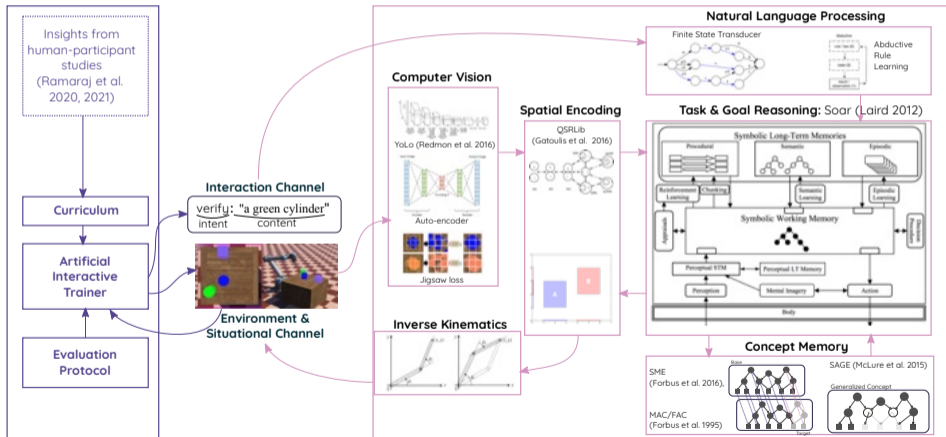 Insights from
human-participant
studies
(Ramaraj et al.
2020, 2021)
Curriculum
Artificial
Interactive
Trainer
Evaluation
Protocol
Interaction Channel
verify: "a green cylinder"
intent
content
Environment &
Situational Channel
Computer Vision
YoLo (Redmon et al. 2016)
Auto-encoder
Jigsaw loss
Inverse Kinematics
Spatial Encoding
QSRLib
(Gatoulis et al. 2016)
A
B
Natural Language Processing
Finite State Transducer
Abductive
Rule
Learning
Task & Goal Reasoning: Soar (Laird 2012)
Symbolic Long-Term Memories
Procedural
Semantic
Episodic
Reinforcement
Learning
Chunking
Semantic
Learning
Episodic
Learning
Symbolic Working Memory
Decision
Procedure
Perceptual STM
Perceptual LT Memory
Perception
Mental Imagery
Action
Body
Concept Memory
SME
(Forbus et al.
2016),
MAC/FAC
(Forbus et al.
1995)
Base
Target
SAGE (McLure et al. 2015)
Generalized Concept